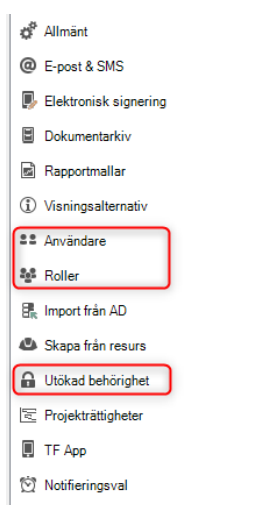 Allmänt
E-post & SMS
Elektronisk signering
Dokumentarkiv
Rapportmallar
Visningsalternativ
Användare
Roller
Import från AD
Skapa från resurs
Utökad behörighet
Projekträttigheter
TF App
Notifieringsval